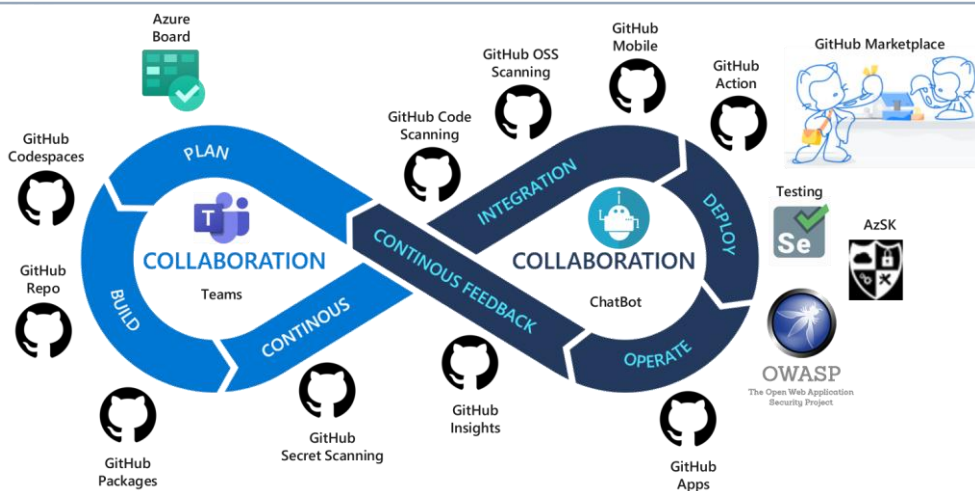 Azure
Board
GitHub
Codespaces
GitHub
Repo
GitHub
Packages
GitHub
Secret Scanning
GitHub
Insights
GitHub Code
Scanning
GitHub OSS
Scanning
GitHub
Mobile
GitHub
Action
GitHub Marketplace
Testing
Se
AzSK
OWASP
The Open Web Application
Security Project
GitHub
Apps
PLAN
BUILD
CONTINOUS
INTEGRATION
DEPLOY
OPERATE
CONTINOUS FEEDBACK
T
COLLABORATION
Teams
COLLABORATION
ChatBot